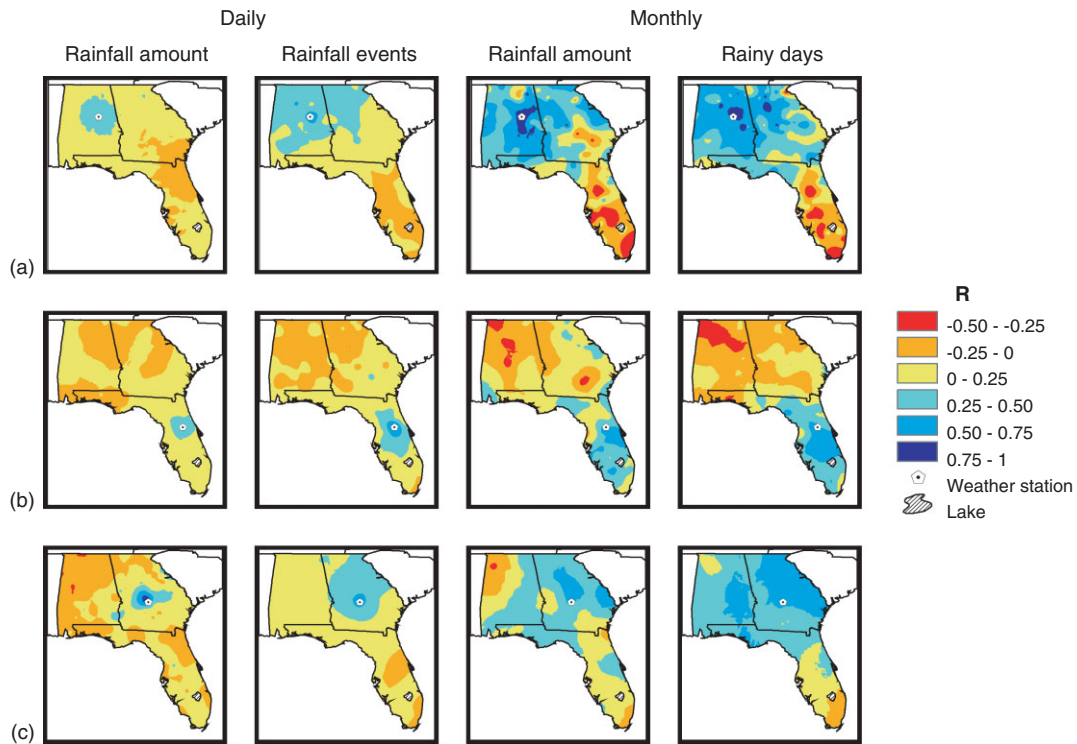 Daily Monthly
Rainfall amount Rainfall events Rainfall amount Rainy days
(a)
(b)
(c)
R
-0.50 - -0.25
-0.25 - 0
0 - 0.25
0.25 - 0.50
0.50 - 0.75
0.75 - 1
Weather station
Lake